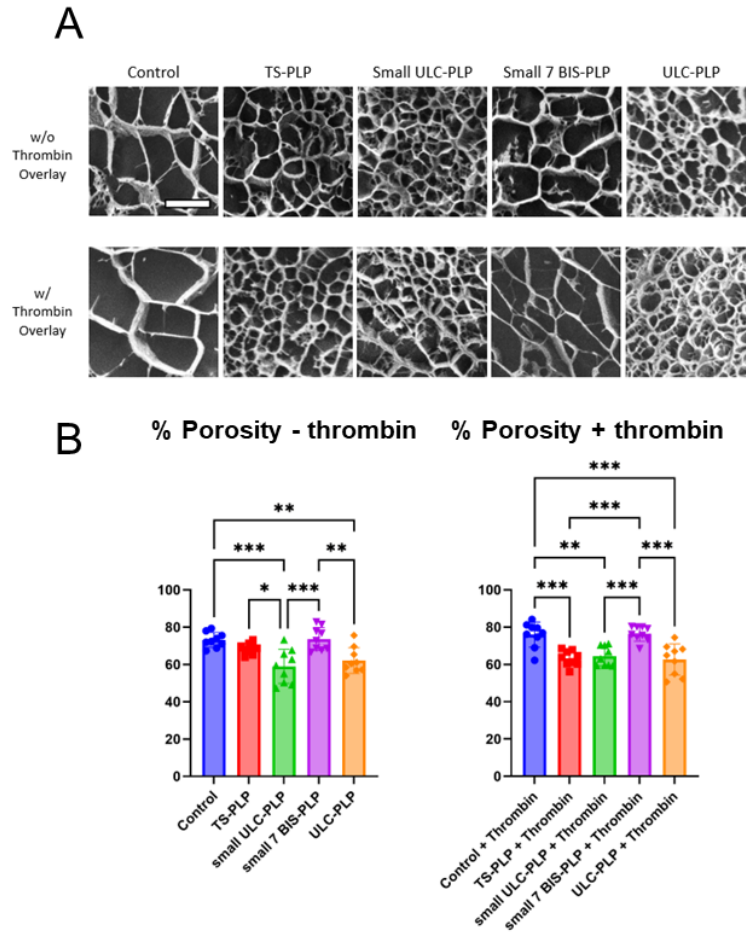 A
Control TS-PLP Small ULC-PLP Small 7 BIS-PLP ULC-PLP
w/o
Thrombin
Overlay
w/
Thrombin
Overlay
B
% Porosity - thrombin
**
***
**
*
***
100
80
60
40
20
0
Control
TS-PLP
small ULC-PLP
small 7 BIS-PLP
ULC-PLP
% Porosity + thrombin
***
***
**
***
***
***
100
80
60
40
20
0
Control + Thrombin
TS-PLP + Thrombin
small ULC-PLP + Thrombin
small 7 BIS-PLP + Thrombin
ULC-PLP + Thrombin